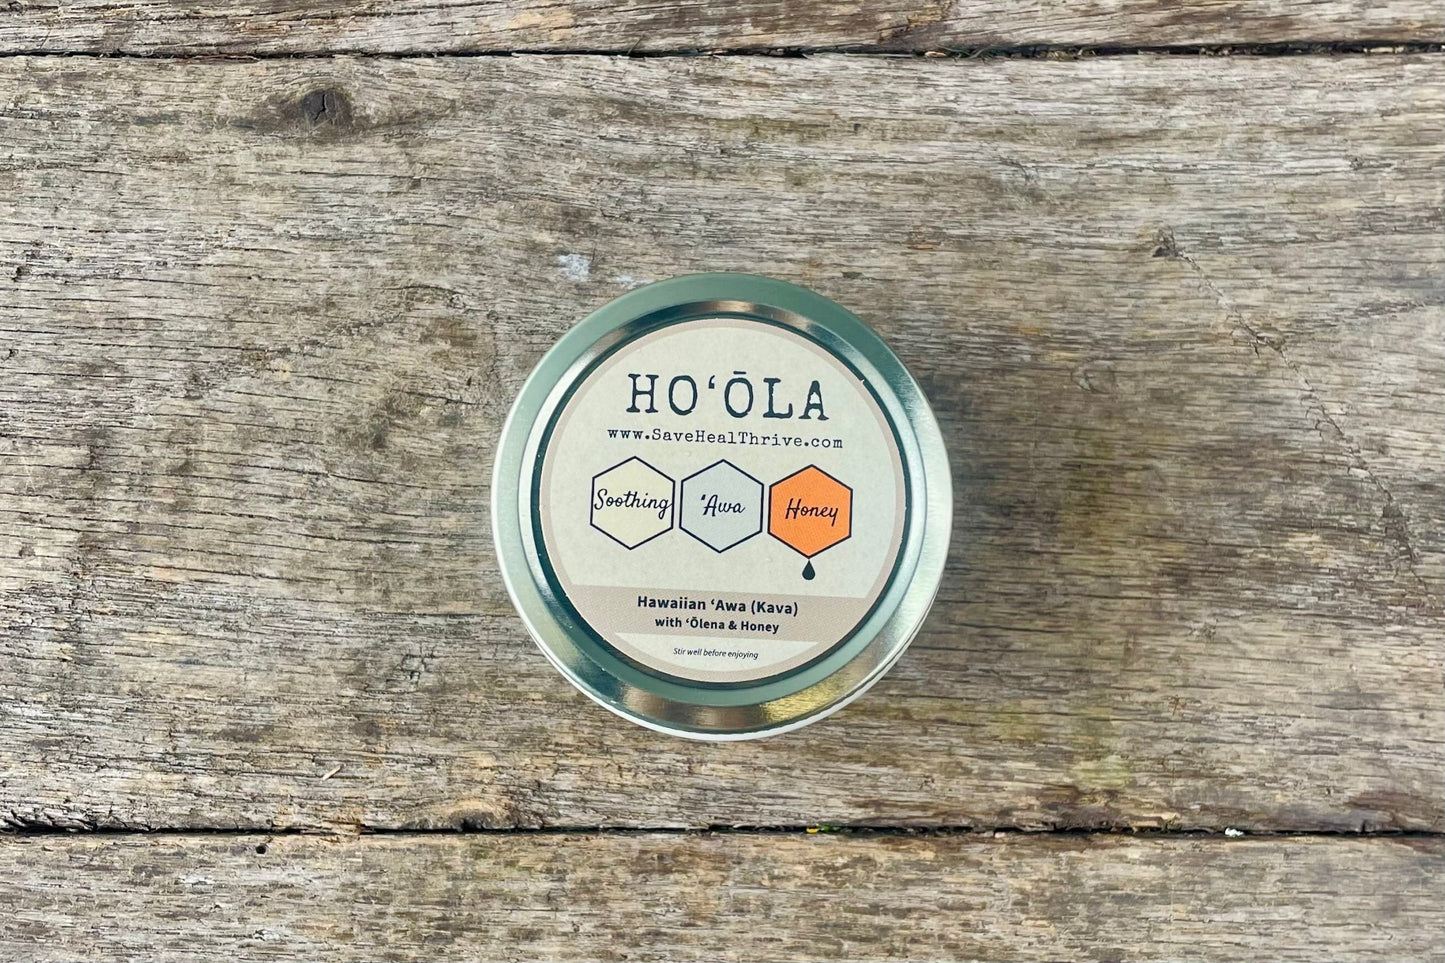 HOʻŌLA
www.SaveHealThrive.com
Soothing ʻAwa Honey
Hawaiian ʻAwa (Kava)
with ʻŌlena & Honey
Stir well before enjoying